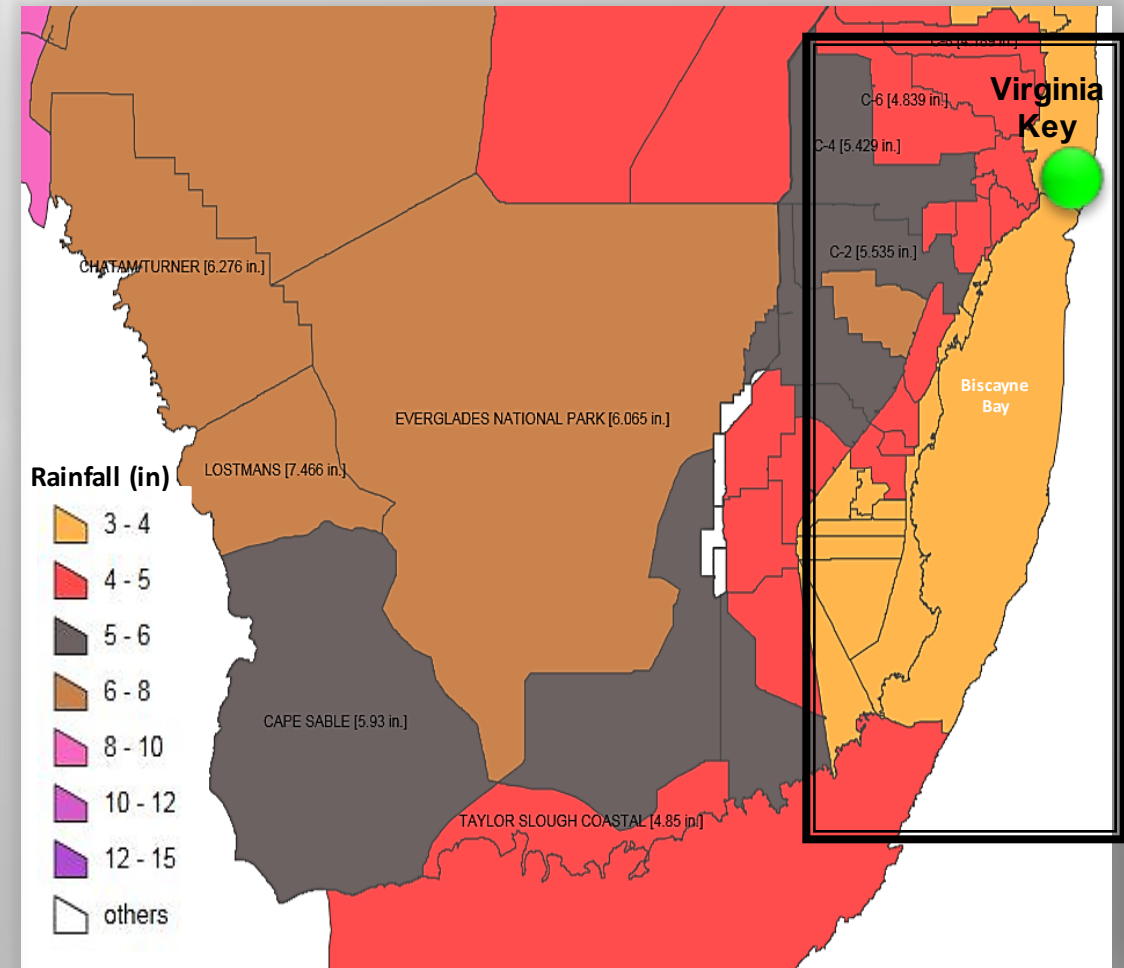 C-6 [4.839 in.]
Virginia
Key
C-4 [5.429 in.]
C-2 [5.535 in.]
CHATAM/TURNER [6.276 in.]
Biscayne
Bay
EVERGLADES NATIONAL PARK [6.065 in.]
LOSTMANS [7.466 in.]
Rainfall (in)
3 - 4
4 - 5
5 - 6
6 - 8
8 - 10
10 - 12
12 - 15
others
CAPE SABLE [5.93 in.]
TAYLOR SLOUGH COASTAL [4.85 in.]